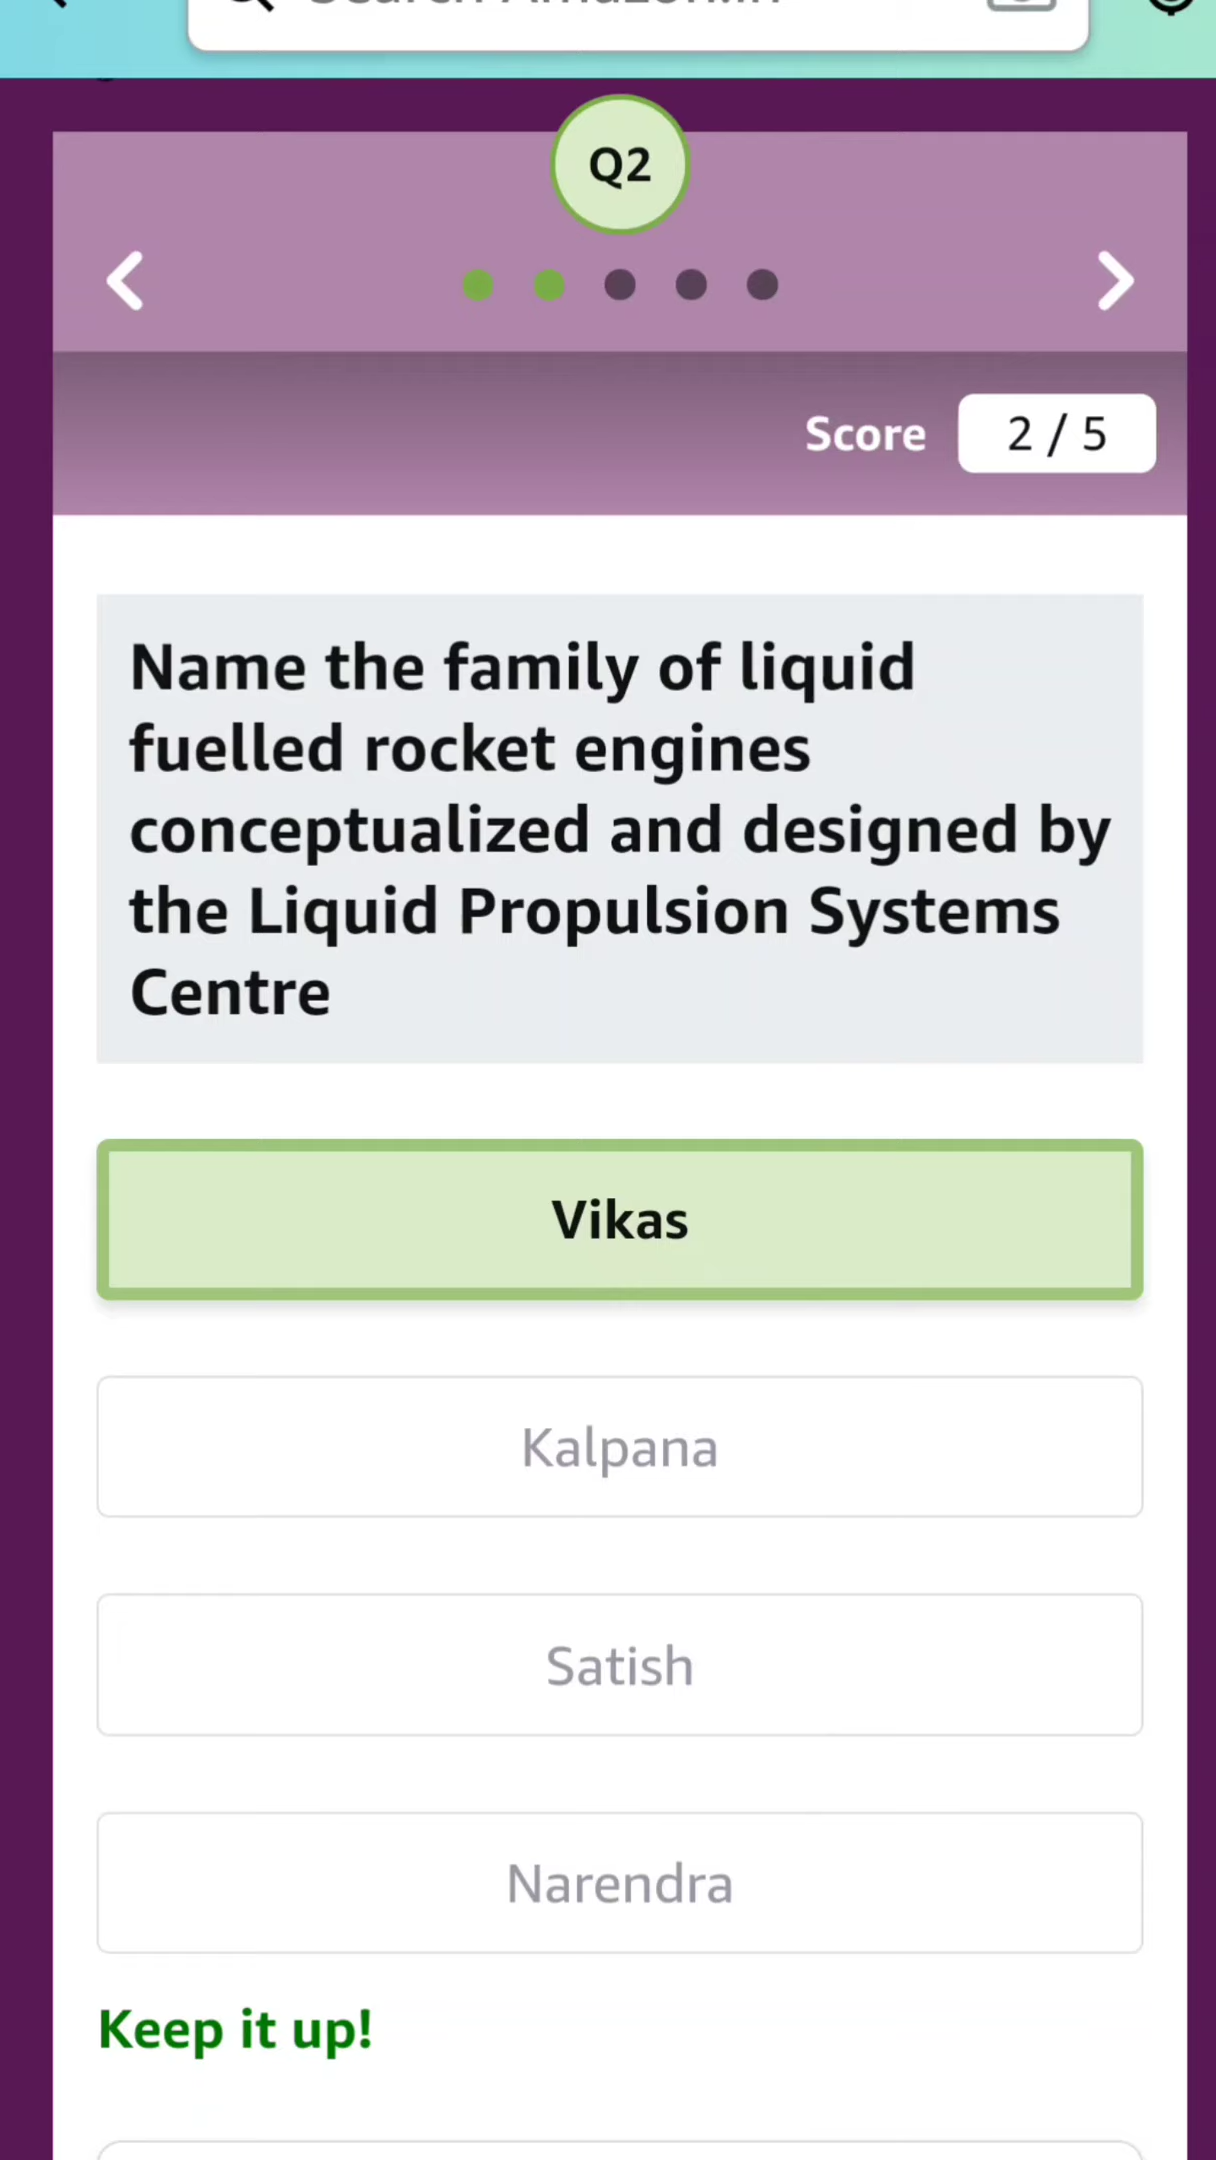 Q2
Score 2 / 5
Name the family of liquid
fuelled rocket engines
conceptualized and designed by
the Liquid Propulsion Systems
Centre
Vikas
Kalpana
Satish
Narendra
Keep it up!